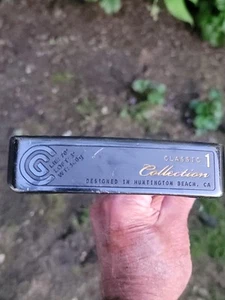 CLASSIC 1
Collection
DESIGNED IN HUNTINGTON BEACH, CA